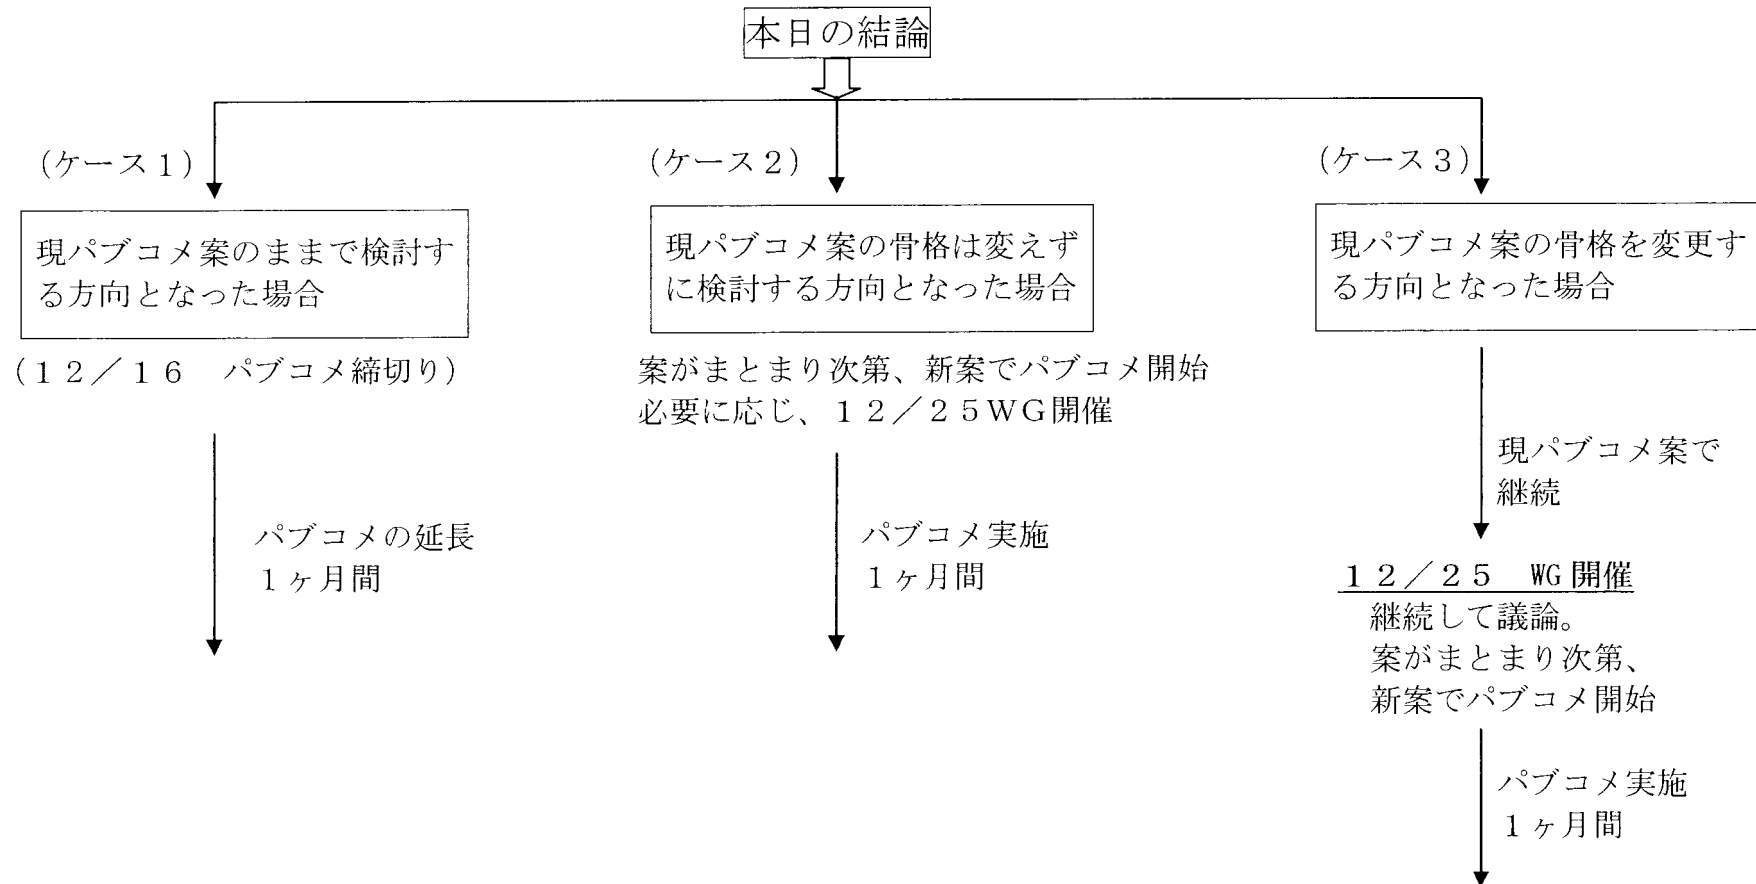 本日の結論
(ケース1)
現パブコメ案のままで検討す
る方向となった場合
(12／16　パブコメ締切り)
パブコメの延長
1ヶ月間
(ケース2)
現パブコメ案の骨格は変えず
に検討する方向となった場合
案がまとまり次第、新案でパブコメ開始
必要に応じ、12／25WG開催
パブコメ実施
1ヶ月間
(ケース3)
現パブコメ案の骨格を変更す
る方向となった場合
現パブコメ案で
継続
12／25　WG開催
継続して議論。
案がまとまり次第、
新案でパブコメ開始
パブコメ実施
1ヶ月間